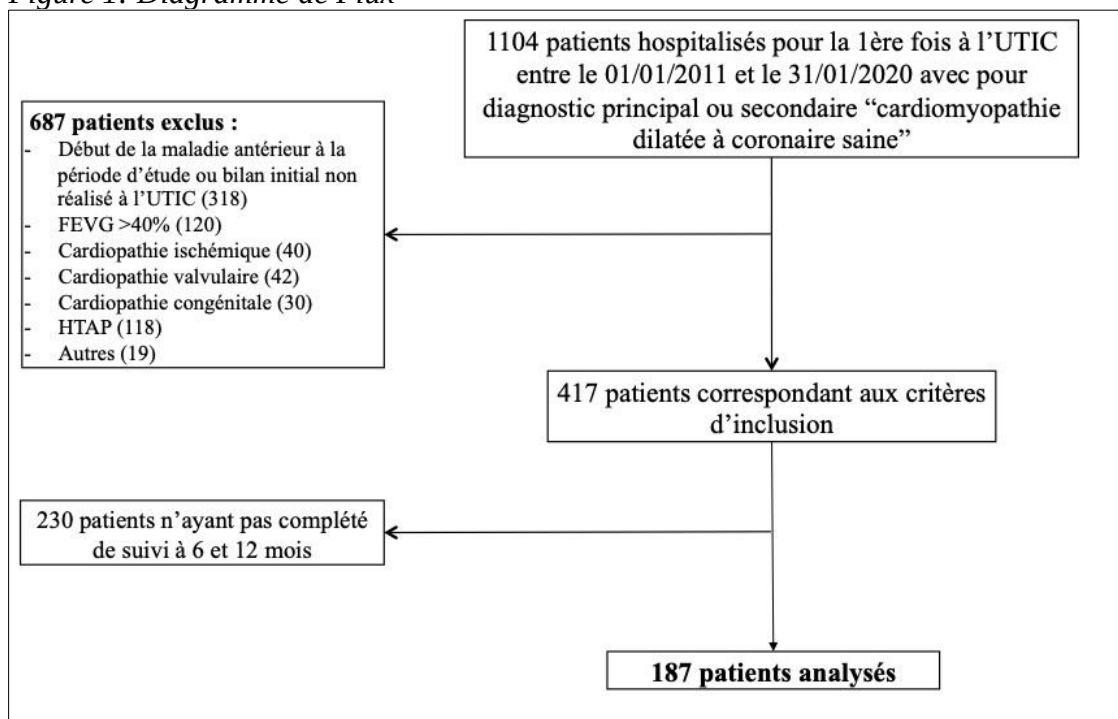 Figure 1: Diagramme de Flux
1104 patients hospitalisés pour la 1ère fois à l'UTIC
entre le 01/01/2011 et le 31/01/2020 avec pour
diagnostic principal ou secondaire “cardiomyopathie
dilatée à coronaire saine”
687 patients exclus :
- Début de la maladie antérieur à la
période d'étude ou bilan initial non
réalisé à l'UTIC (318)
- FEVG >40% (120)
- Cardiopathie ischémique (40)
- Cardiopathie valvulaire (42)
- Cardiopathie congénitale (30)
- HTAP (118)
- Autres (19)
417 patients correspondant aux critères
d'inclusion
230 patients n'ayant pas complété
de suivi à 6 et 12 mois
187 patients analysés